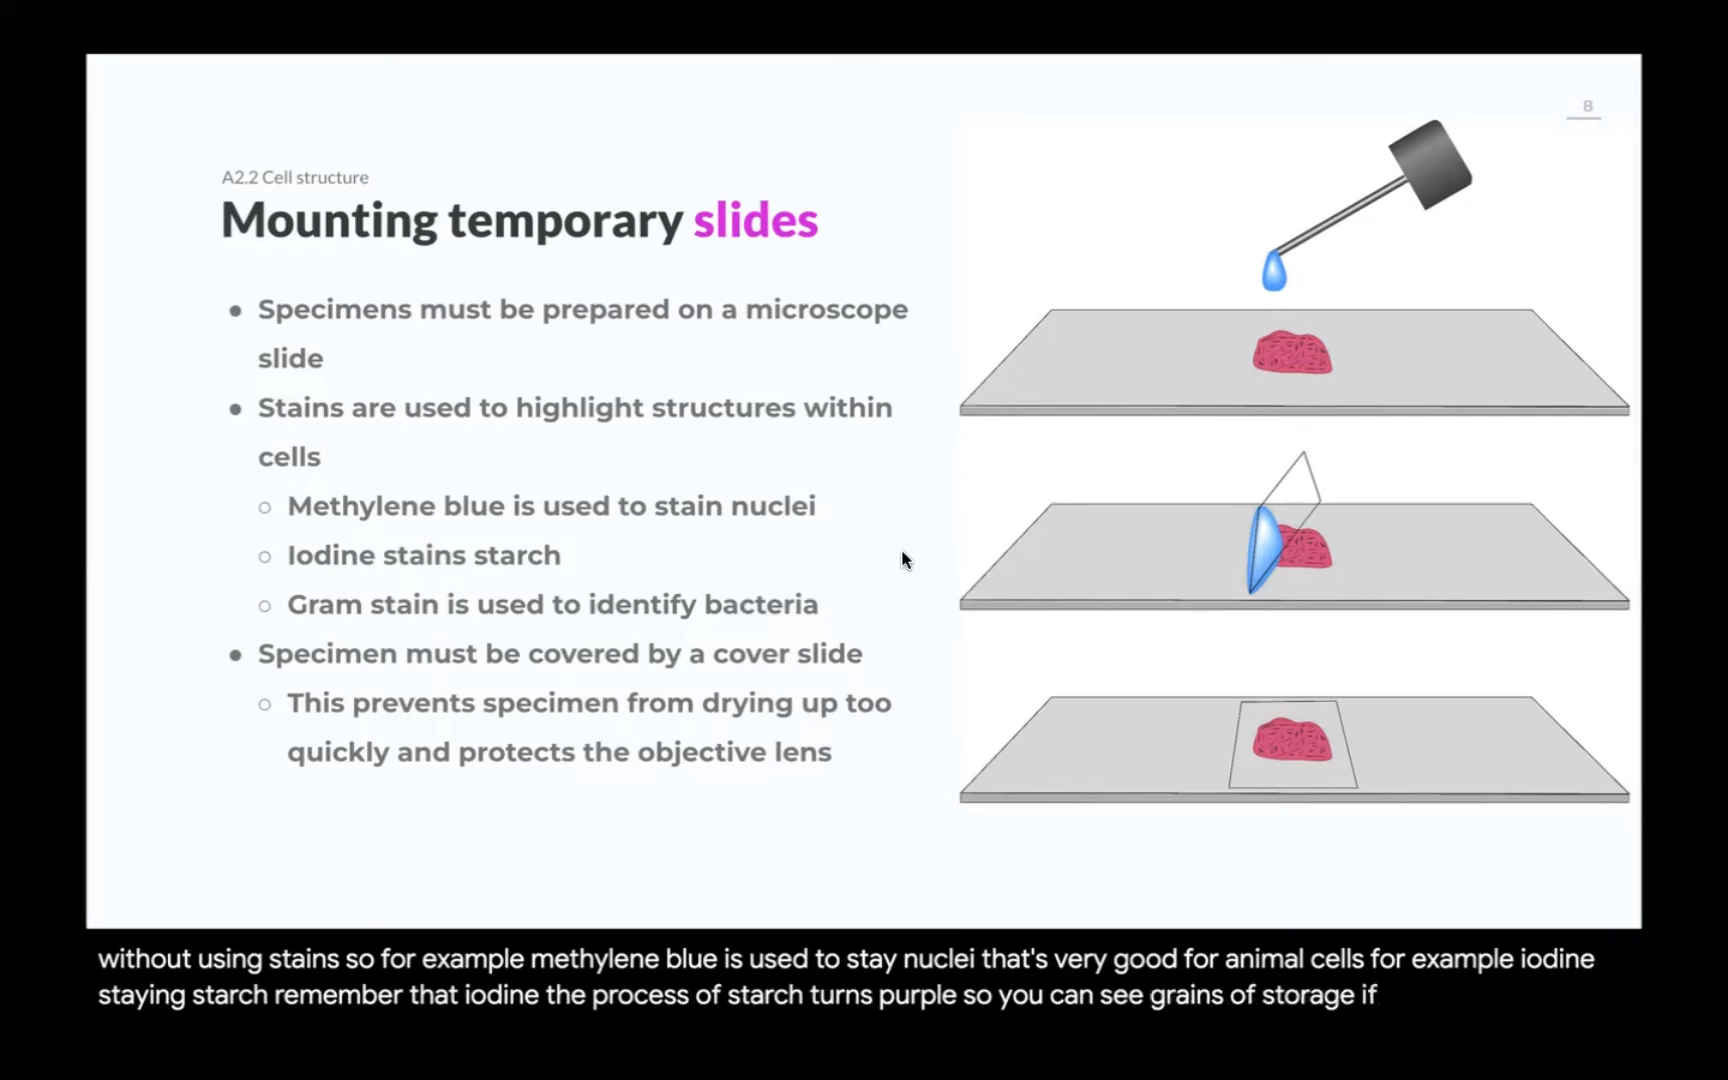 8
A2.2 Cell structure
Mounting temporary slides
● Specimens must be prepared on a microscope
slide
● Stains are used to highlight structures within
cells
○ Methylene blue is used to stain nuclei
○ Iodine stains starch
○ Gram stain is used to identify bacteria
● Specimen must be covered by a cover slide
○ This prevents specimen from drying up too
quickly and protects the objective lens
without using stains so for example methylene blue is used to stay nuclei that's very good for animal cells for example iodine
staying starch remember that iodine the process of starch turns purple so you can see grains of storage if